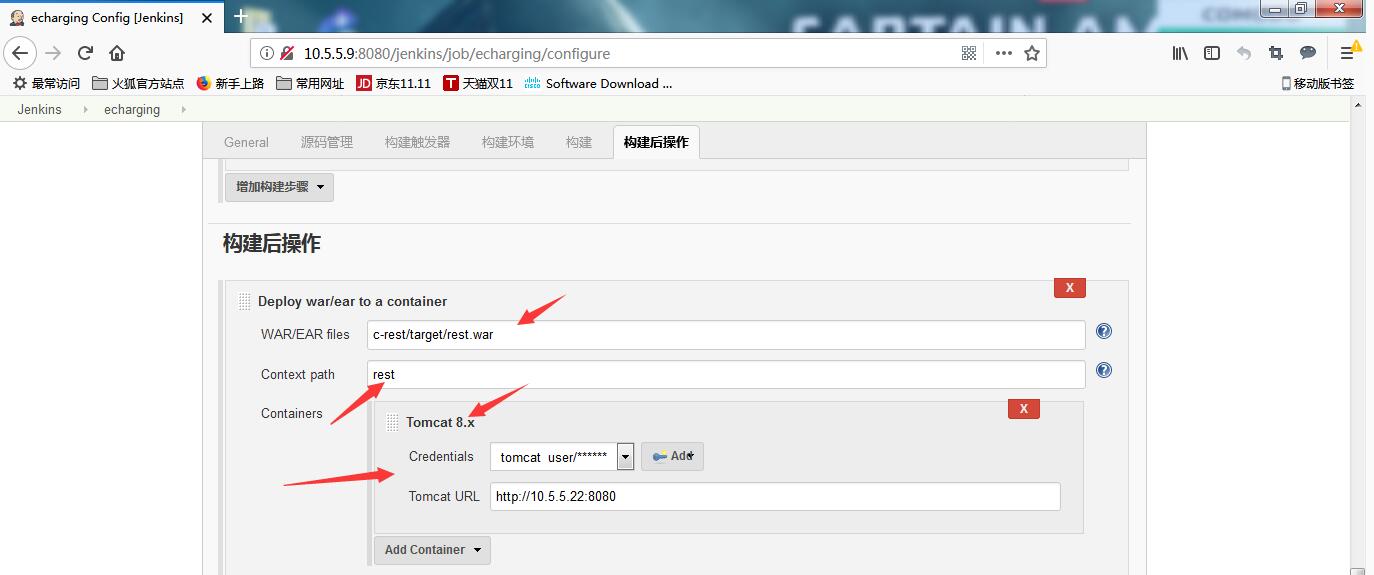 echarging Config [Jenkins]
10.5.5.9:8080/jenkins/job/echarging/configure
最常访问 火狐官方站点 新手上路 常用网址 JD 京东11.11 T 天猫双11 cisco Software Download ... 移动版书签
Jenkins echarging
General 源码管理 构建触发器 构建环境 构建 构建后操作
增加构建步骤
构建后操作
X
Deploy war/ear to a container
WAR/EAR files c-rest/target/rest.war
Context path rest
Containers
X
Tomcat 8.x
Credentials tomcat_user/****** Add
Tomcat URL http://10.5.5.22:8080
Add Container